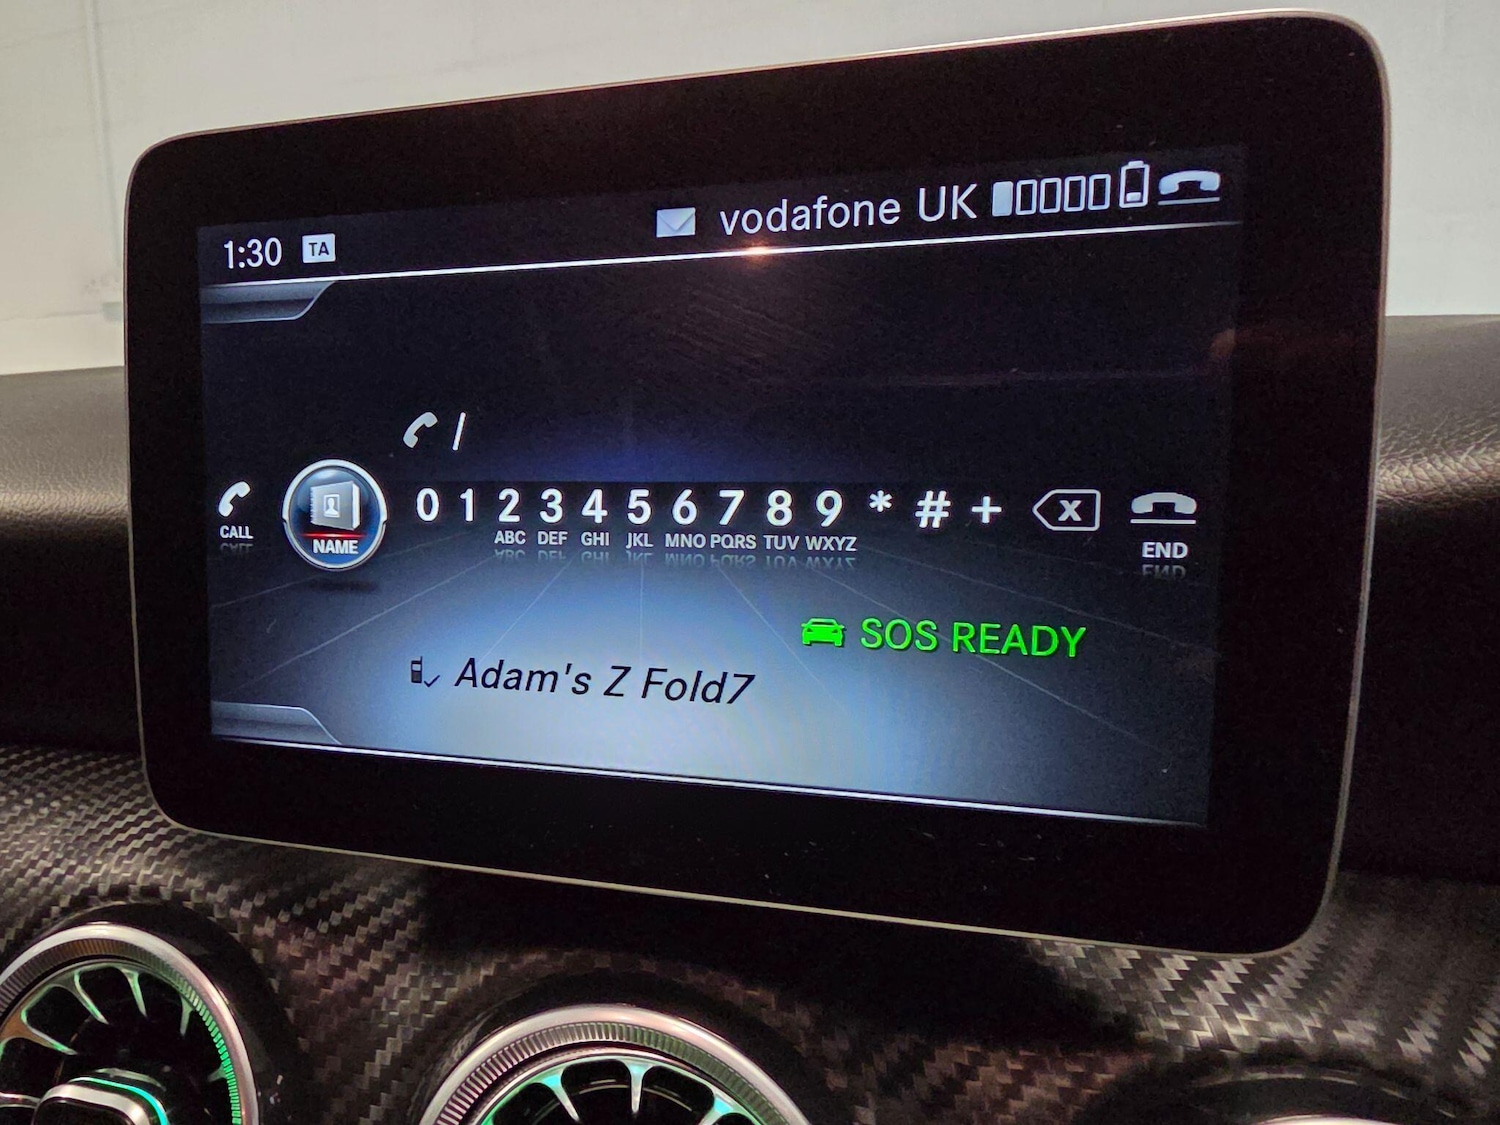 1:30 TA vodafone UK
CALL NAME 0 1 2 3 4 5 6 7 8 9 * # + X END
ABC DEF GHI JKL MNO PQRS TUV WXYZ
SOS READY
Adam's Z Fold7